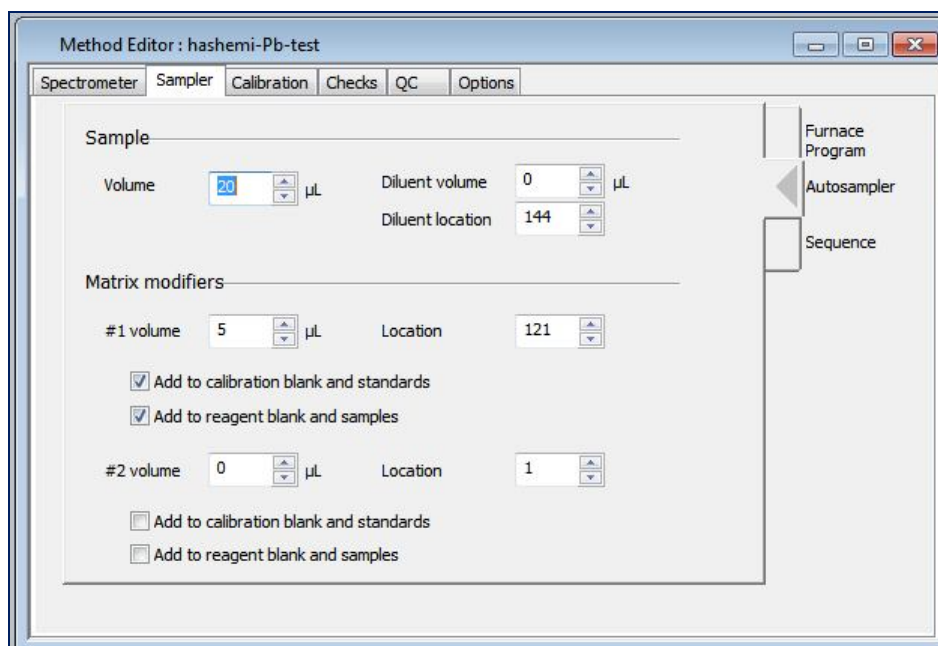 Method Editor : hashemi-Pb-test
Spectrometer Sampler Calibration Checks QC Options
Sample
Volume 20 µL Diluent volume 0 µL
Diluent location 144
Matrix modifiers
#1 volume 5 µL Location 121
Add to calibration blank and standards
Add to reagent blank and samples
#2 volume 0 µL Location 1
Add to calibration blank and standards
Add to reagent blank and samples
Furnace
Program
Autosampler
Sequence